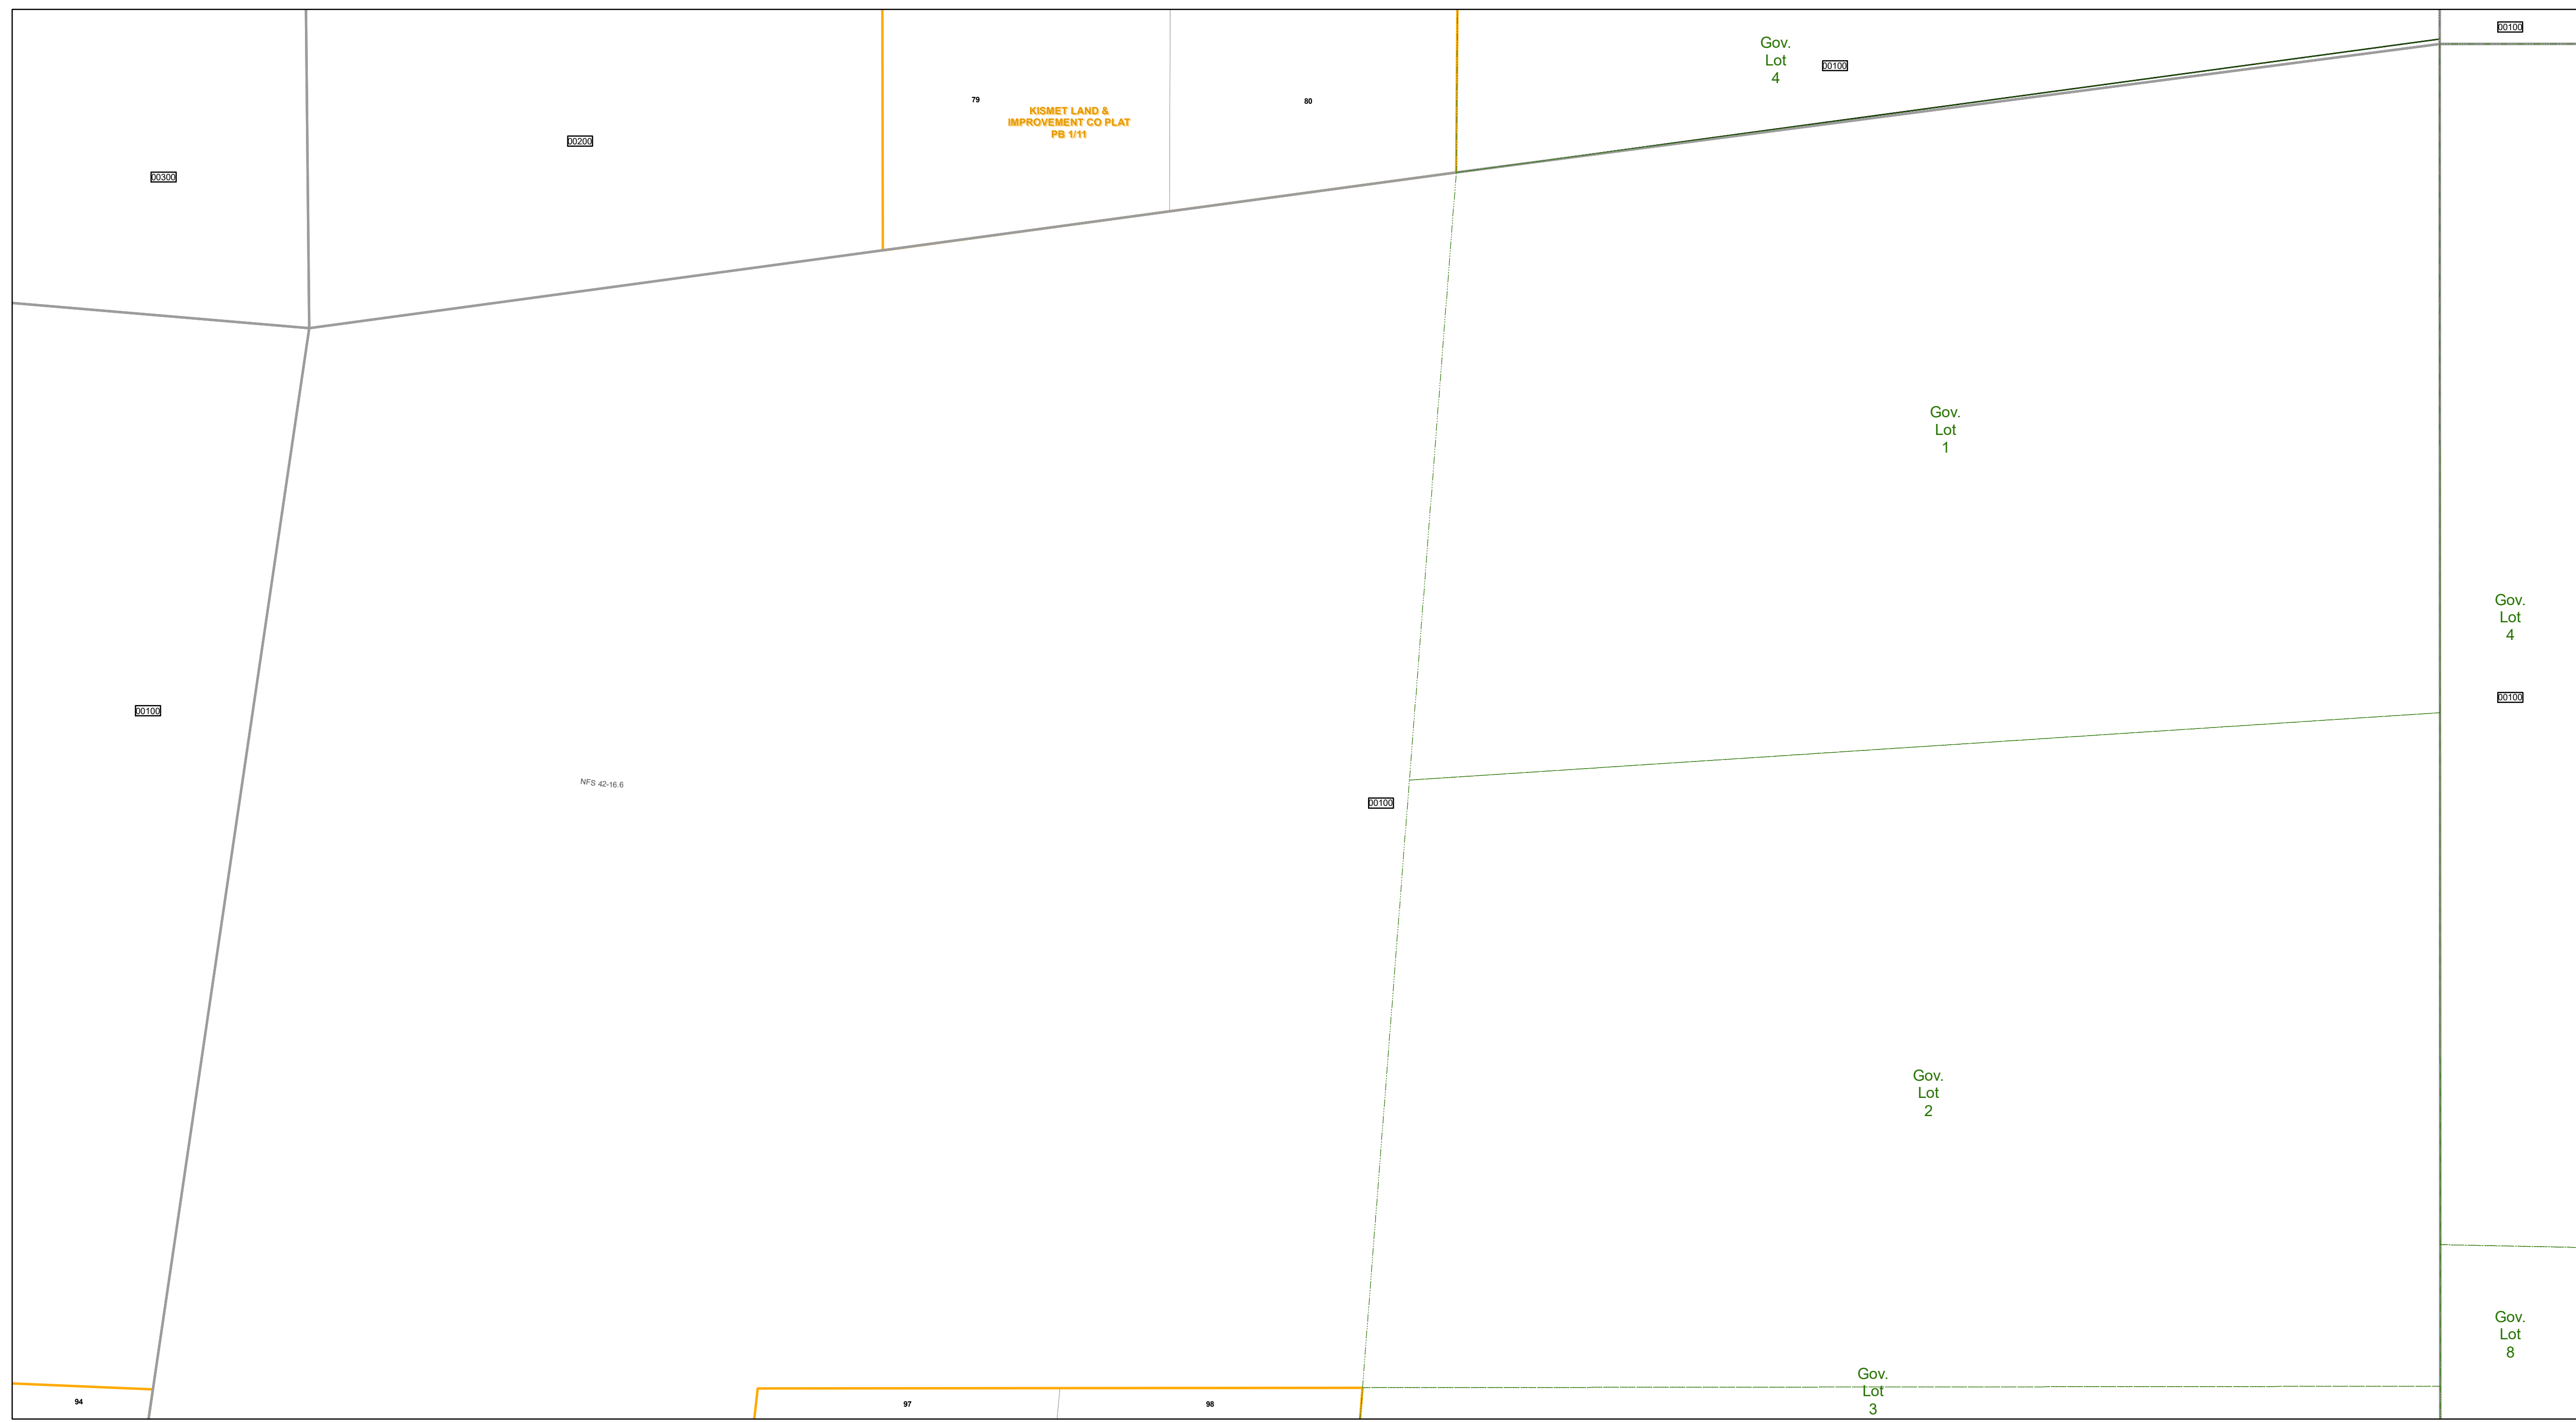 00100
Gov.
Lot
4
00100
79
80
KISMET LAND &
IMPROVEMENT CO PLAT
PB 1/11
00200
00300
Gov.
Lot
1
Gov.
Lot
4
00100
00100
NFS 42-16.6
00100
Gov.
Lot
2
Gov.
Lot
8
Gov.
Lot
3
94
97
98